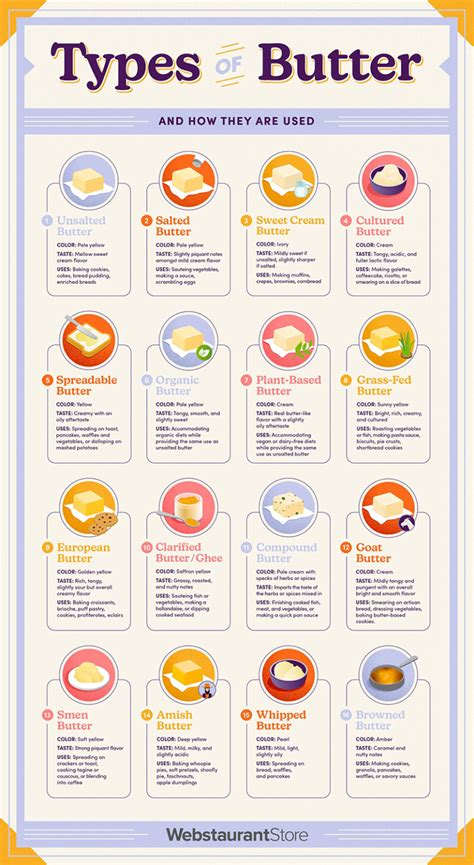 Types OF Butter
AND HOW THEY ARE USED
1 Unsalted
Butter
COLOR: Pale yellow
TASTE: Mellow sweet
cream flavor
USES: Baking cookies,
cakes, bread pudding,
enriched breads
2 Salted
Butter
COLOR: Pale yellow
TASTE: Slightly piquant notes
amongst mild cream flavor
USES: Sauteing vegetables,
making a sauce,
scrambling eggs
3 Sweet Cream
Butter
COLOR: Ivory
TASTE: Mildly sweet if
unsalted, slightly sharper
if salted
USES: Making muffins,
crepes, brownies, cornbread
4 Cultured
Butter
COLOR: Cream
TASTE: Tangy, acidic, and
fuller lactic flavor
USES: Making galettes,
coffeecake, risotto, or
smearing on a bread or slice
5 Spreadable
Butter
COLOR: Yellow
TASTE: Creamy with an
oily aftertaste
USES: Spreading on toast,
pancakes, waffles and
vegetables, or dolloping on
mashed potatoes
6 Organic
Butter
COLOR: Pale yellow
TASTE: Tangy, smooth, and
slightly sweet
USES: Accommodating
organic diets while
providing the same use
as unsalted butter
7 Plant-Based
Butter
COLOR: Cream
TASTE: Real butter-like
flavor with a slightly
oily aftertaste
USES: Accommodating
vegan or dairy-free diets
while providing the same
use as unsalted butter
8 Grass-Fed
Butter
COLOR: Sunny yellow
TASTE: Bright, rich, creamy,
and cultured
USES: Roasting vegetables
or fish, making pasta sauce,
biscuits, pie crusts,
shortbread cookies
9 European
Butter
COLOR: Golden yellow
TASTE: Rich, tangy,
slightly sour but overall
creamy flavor
USES: Baking croissants,
brioche, puff pastry,
cookies, profiteroles, eclairs
10 Clarified
Butter/Ghee
COLOR: Saffron yellow
TASTE: Grassy, roasted,
and nutty notes
USES: Sauteing fish or
vegetables, making a
hollandaise, or dipping
cooked seafood
11 Compound
Butter
COLOR: Pale cream with
specks of herbs or spices
TASTE: Imports the taste of
the herbs or spices mixed in
USES: Finishing cooked fish,
meat, and vegetables, or
making a quick pan sauce
12 Goat
Butter
COLOR: Cream
TASTE: Mildly tangy and
pungent with an overall
bright and mild flavor
USES: Smearing on artisan
bread, dressing vegetables,
baking butter-based
cookies
13 Smen
Butter
COLOR: Soft yellow
TASTE: Strong piquant flavor
USES: Spreading on
crackers or toast,
cooking tagine or
couscous, or blending
into coffee
14 Amish
Butter
COLOR: Deep yellow
TASTE: Mild, milky, and
slightly acidic
USES: Baking whoopie
pies, soft pretzels, shoofly
pie, faschnauts,
apple dumplings
15 Whipped
Butter
COLOR: Pearl
TASTE: Mild, light,
slightly oily
USES: Spreading on
bread, waffles,
and pancakes
16 Browned
Butter
COLOR: Amber
TASTE: Caramel and
nutty notes
USES: Making cookies,
granola, pancakes,
waffles, or savory
sauces
WebstaurantStore